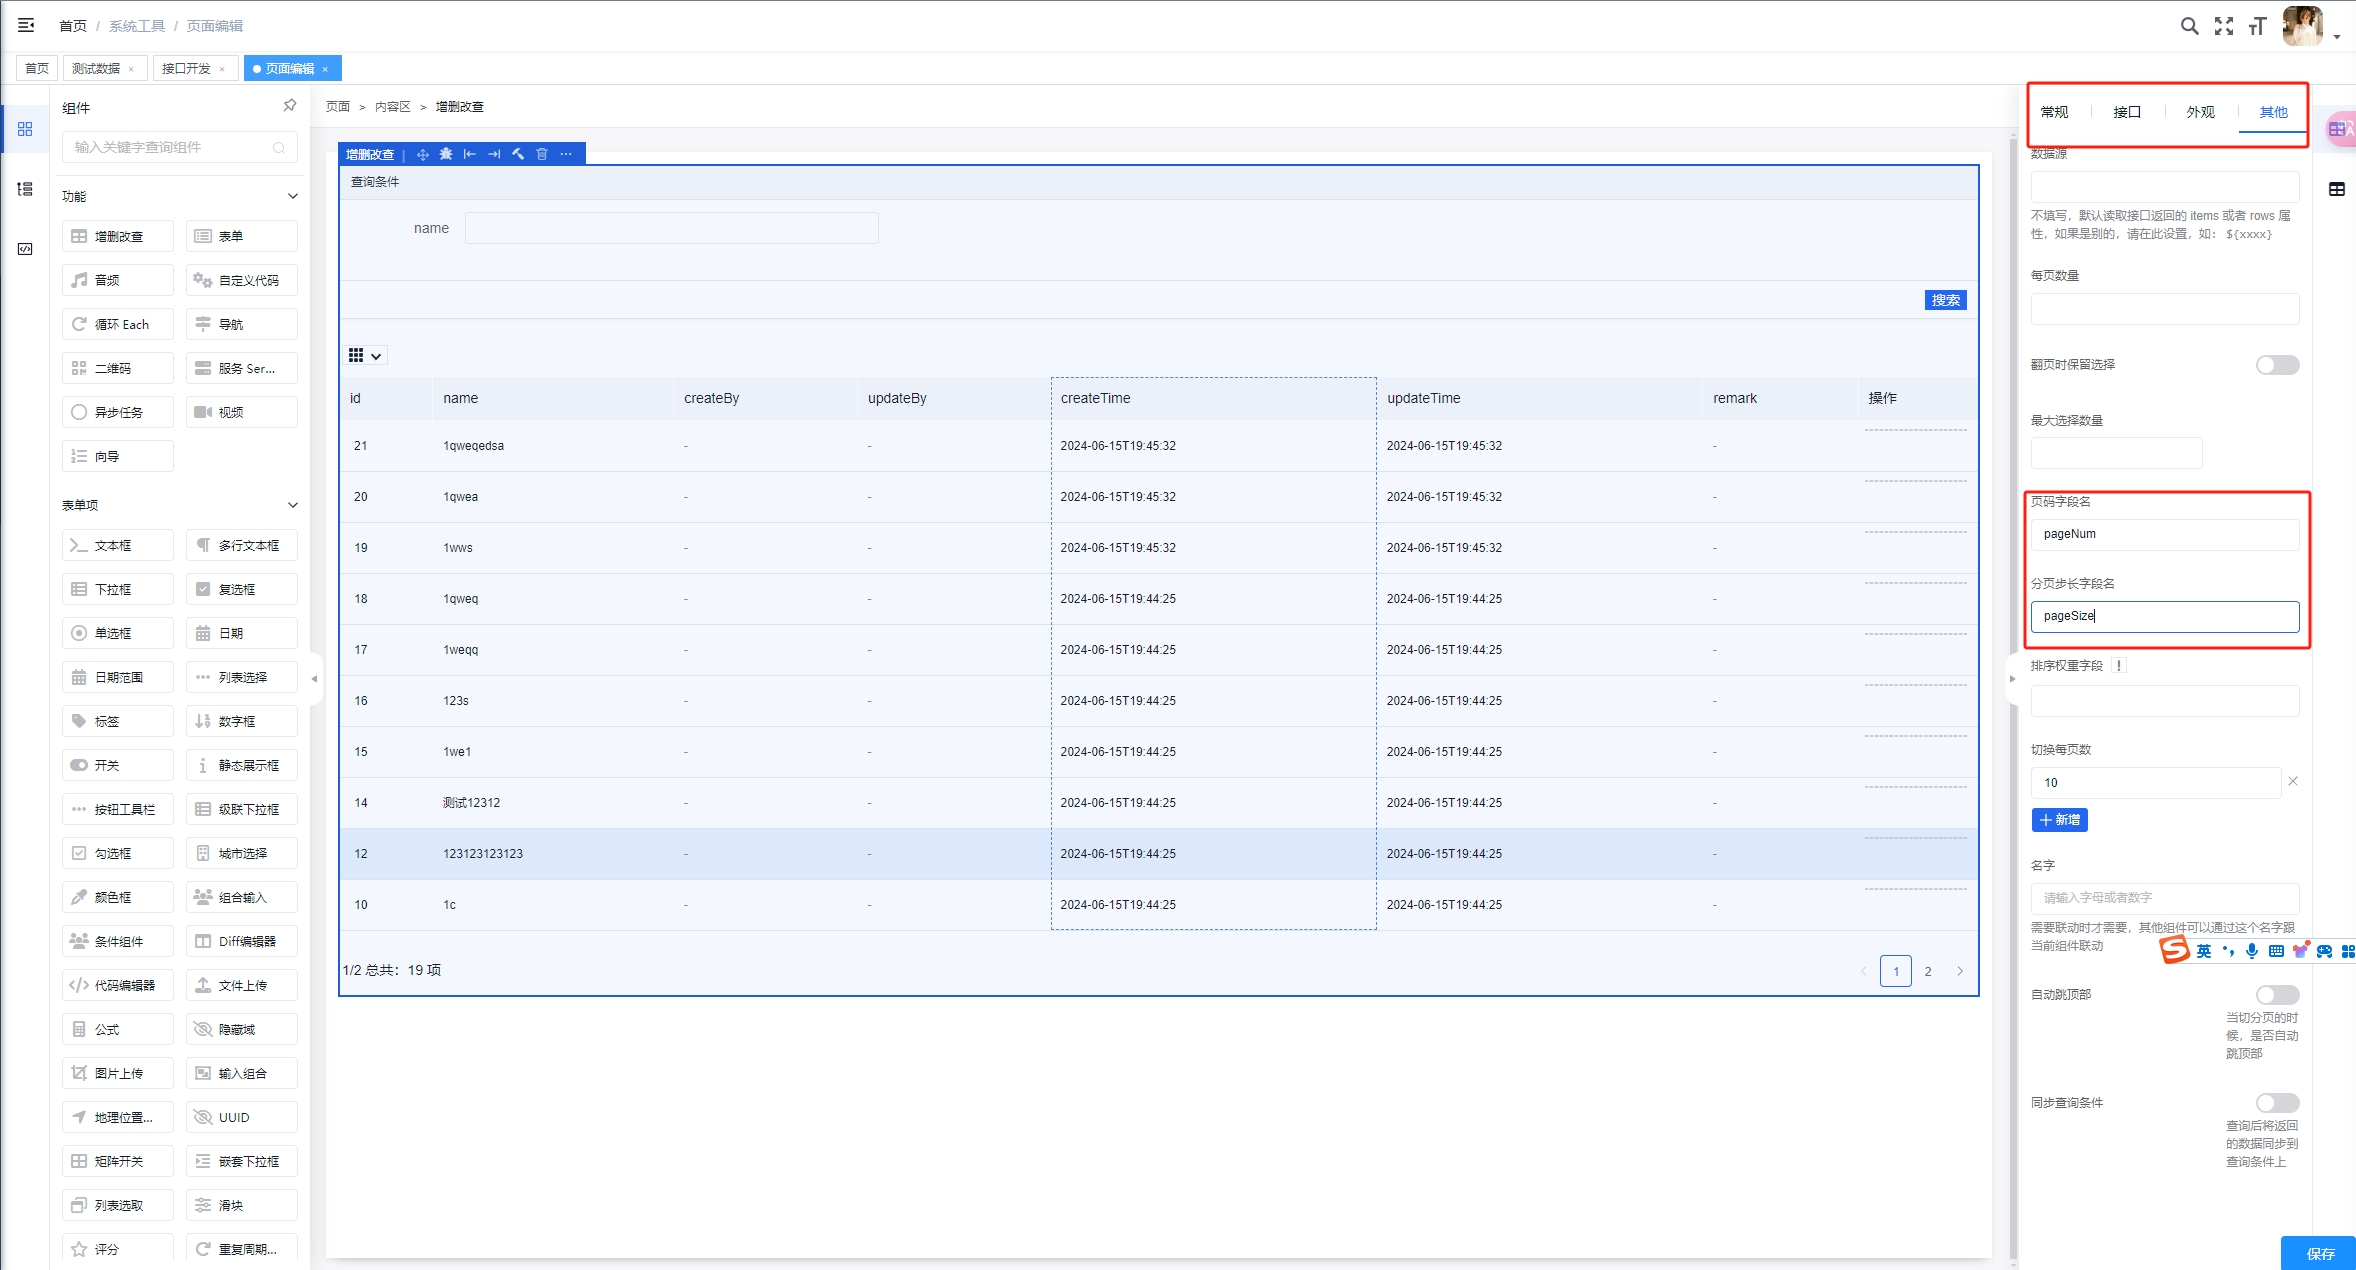 首页 / 系统工具 / 页面编辑
首页
测试数据 ×
接口开发 ×
页面编辑 ×
组件
输入关键字查询组件
功能
增删改查
表单
音频
自定义代码
循环 Each
导航
二维码
服务 Ser...
异步任务
视频
向导
表单项
文本框
多行文本框
下拉框
复选框
单选框
日期
日期范围
列表选择
标签
数字框
开关
静态展示框
按钮工具栏
级联下拉框
勾选框
城市选择
颜色框
组合输入
条件组件
Diff编辑器
代码编辑器
文件上传
公式
隐藏域
图片上传
输入组合
地理位置...
UUID
矩阵开关
嵌套下拉框
列表选取
滑块
评分
重复周期...
页面 > 内容区 > 增删改查
增删改查
查询条件
name
搜索
id name createBy updateBy createTime updateTime remark 操作
21 1qweqedsa - - 2024-06-15T19:45:32 2024-06-15T19:45:32 -
20 1qwea - - 2024-06-15T19:45:32 2024-06-15T19:45:32 -
19 1wws - - 2024-06-15T19:45:32 2024-06-15T19:45:32 -
18 1qweq - - 2024-06-15T19:44:25 2024-06-15T19:44:25 -
17 1weqq - - 2024-06-15T19:44:25 2024-06-15T19:44:25 -
16 123s - - 2024-06-15T19:44:25 2024-06-15T19:44:25 -
15 1we1 - - 2024-06-15T19:44:25 2024-06-15T19:44:25 -
14 测试12312 - - 2024-06-15T19:44:25 2024-06-15T19:44:25 -
12 123123123123 - - 2024-06-15T19:44:25 2024-06-15T19:44:25 -
10 1c - - 2024-06-15T19:44:25 2024-06-15T19:44:25 -
1/2 总共：19 项
1 2
常规 接口 外观 其他
数据源
不填写，默认读取接口返回的 items 或者 rows 属
性，如果是别的，请在此设置，如： ${xxxx}
每页数量
翻页时保留选择
最大选择数量
页码字段名
pageNum
分页步长字段名
pageSize
排序权重字段 !
切换每页数
10
新增
名字
请输入字母或者数字
需要联动时才需要，其他组件可以通过这个名字跟
当前组件联动
英
自动跳顶部
当切分页的时
候，是否自动
跳顶部
同步查询条件
查询后将返回
的数据同步到
查询条件上
保存